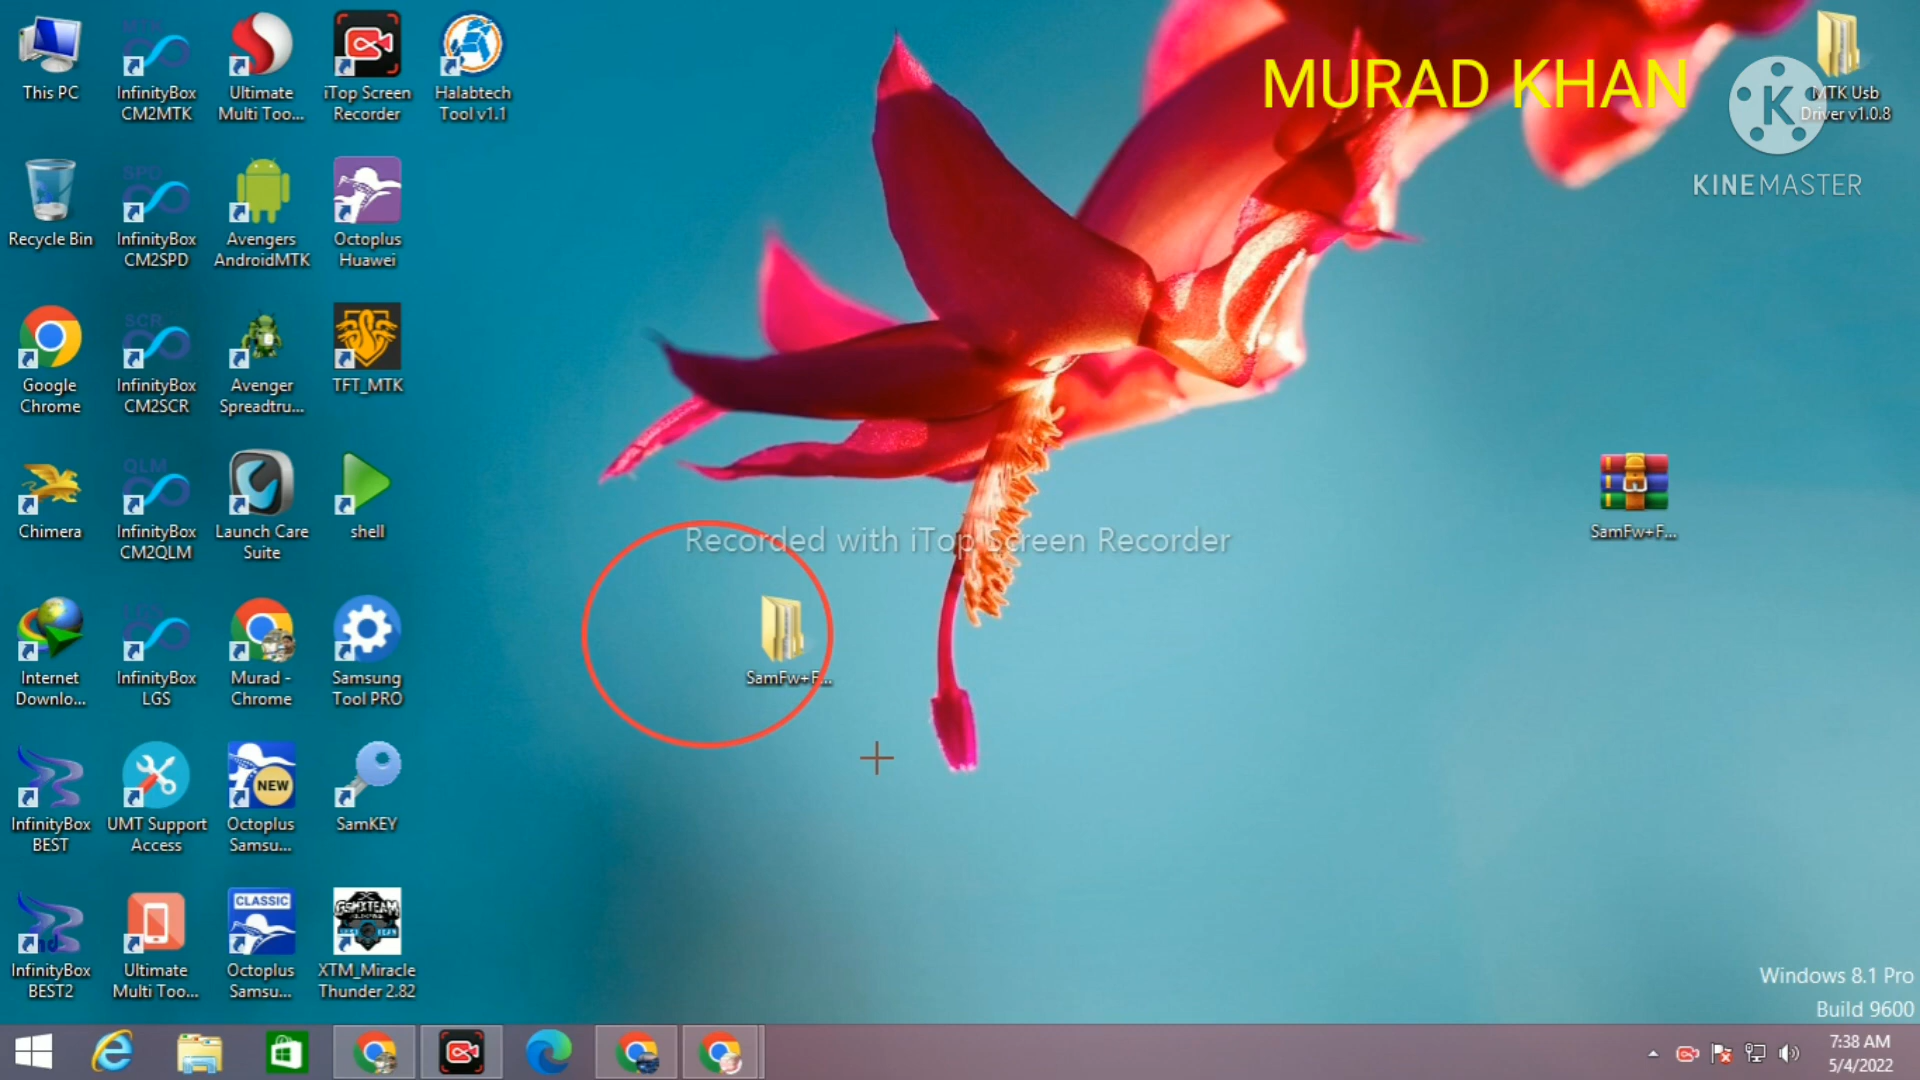 This PC
InfinityBox
CM2MTK
Ultimate
Multi Too...
iTop Screen
Recorder
Halabtech
Tool v1.1
MURAD KHAN
MTK Usb
Driver v1.0.8
K
KINEMASTER
Recycle Bin
SPD
InfinityBox
CM2SPD
Avengers
AndroidMTK
Octoplus
Huawei
Google
Chrome
SCR
InfinityBox
CM2SCR
Avenger
Spreadtru...
TFT_MTK
Chimera
QLM
InfinityBox
CM2QLM
Launch Care
Suite
shell
Recorded with iTop Screen Recorder
SamFw+F...
SamFw+F...
Internet
Downlo...
InfinityBox
LGS
Murad -
Chrome
Samsung
Tool PRO
InfinityBox
BEST
UMT Support
Access
NEW
Octoplus
Samsu...
SamKEY
InfinityBox
BEST2
Ultimate
Multi Too...
CLASSIC
Octoplus
Samsu...
XTM_Miracle
Thunder 2.82
Windows 8.1 Pro
Build 9600
7:38 AM
5/4/2022